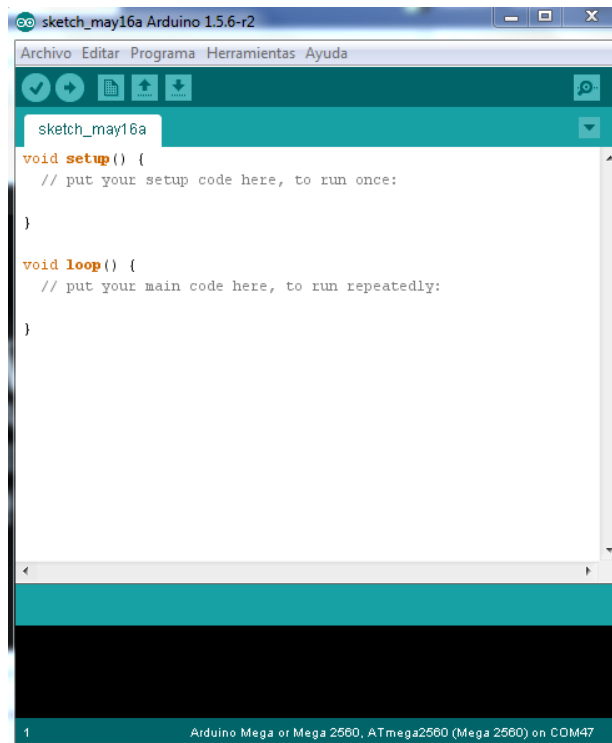 sketch_may16a Arduino 1.5.6-r2
Archivo Editar Programa Herramientas Ayuda
sketch_may16a
void setup() {
  // put your setup code here, to run once:
}
void loop() {
  // put your main code here, to run repeatedly:
}
1 Arduino Mega or Mega 2560, ATmega2560 (Mega 2560) on COM47